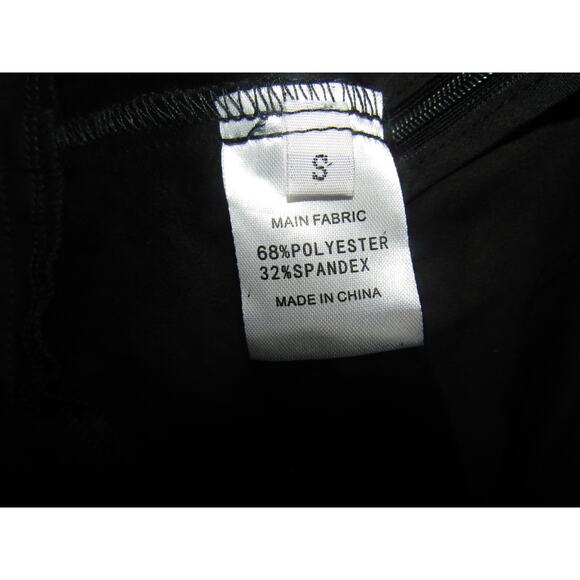 S
MAIN FABRIC
68%POLYESTER
32%SPANDEX
MADE IN CHINA